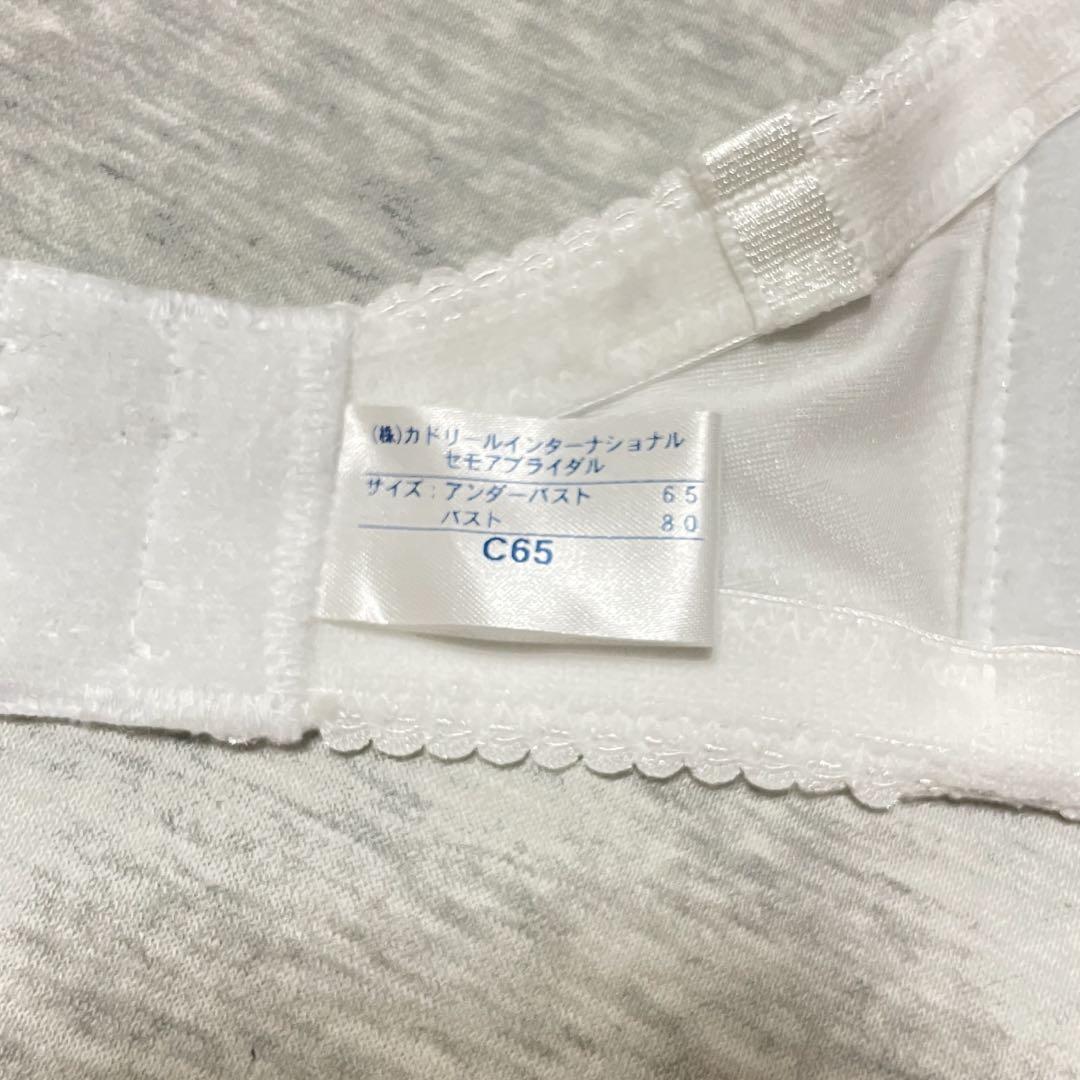 (株)カドリールインターナショナル
セモアブライダル
サイズ：アンダーバスト 65
バスト 80
C65